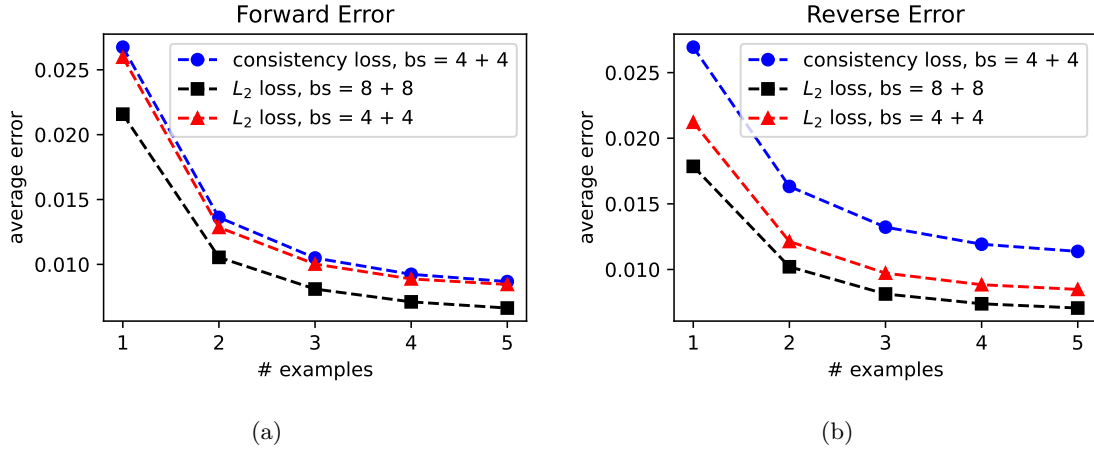 Forward Error
consistency loss, bs = 4 + 4
L₂ loss, bs = 8 + 8
L₂ loss, bs = 4 + 4
0.025
0.020
0.015
0.010
average error
1 2 3 4 5
# examples
(a)
Reverse Error
consistency loss, bs = 4 + 4
L₂ loss, bs = 8 + 8
L₂ loss, bs = 4 + 4
0.025
0.020
0.015
0.010
average error
1 2 3 4 5
# examples
(b)